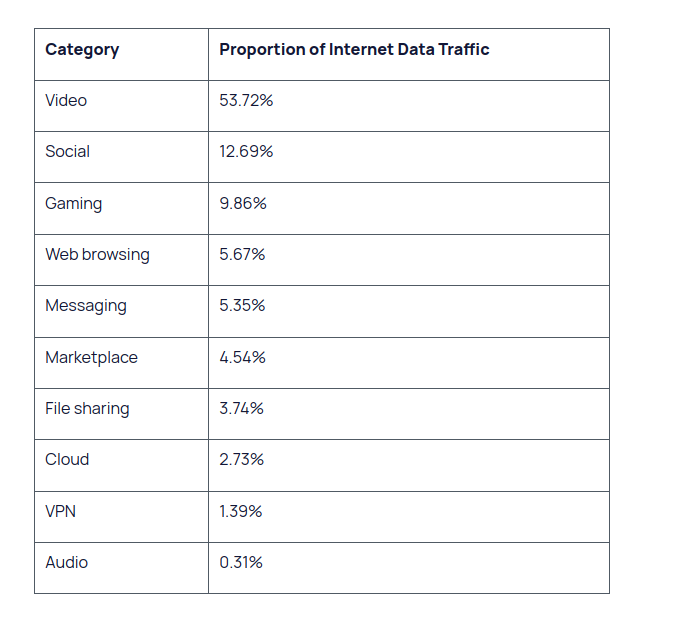 Category Proportion of Internet Data Traffic
Video 53.72%
Social 12.69%
Gaming 9.86%
Web browsing 5.67%
Messaging 5.35%
Marketplace 4.54%
File sharing 3.74%
Cloud 2.73%
VPN 1.39%
Audio 0.31%